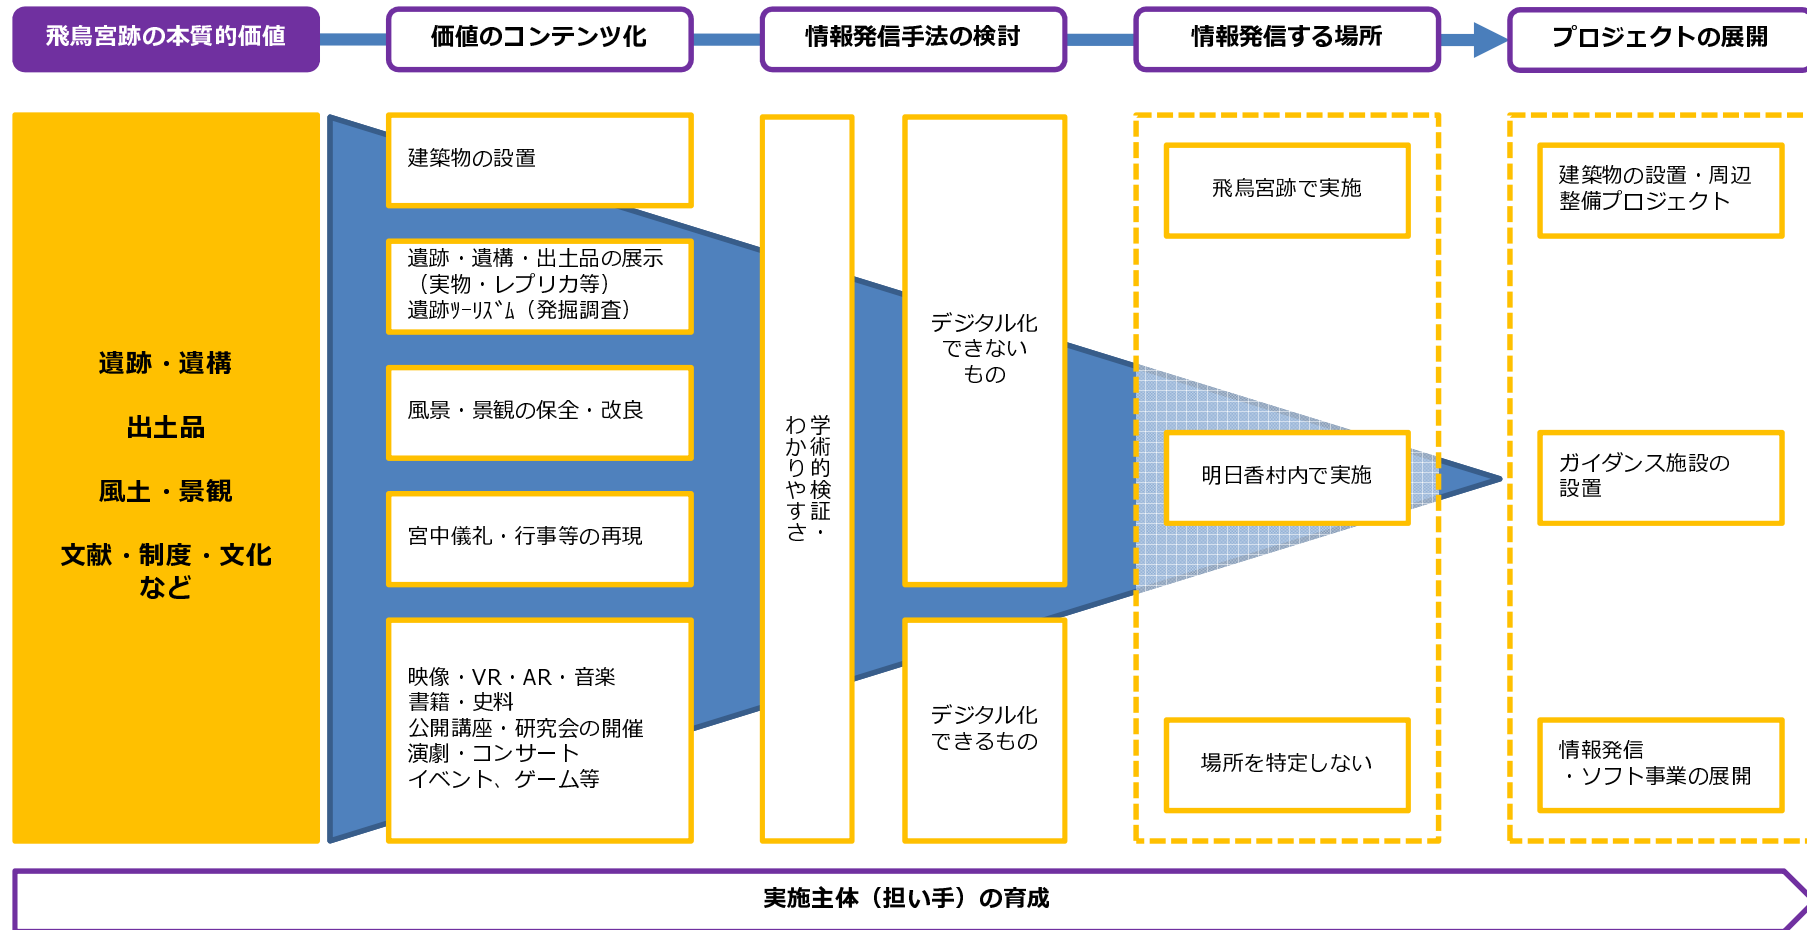 飛鳥宮跡の本質的価値
価値のコンテンツ化
情報発信手法の検討
情報発信する場所
プロジェクトの展開
遺跡・遺構
出土品
風土・景観
文献・制度・文化
など
建築物の設置
遺跡・遺構・出土品の展示
（実物・レプリカ等）
遺跡ﾂｰﾘｽﾞﾑ（発掘調査）
風景・景観の保全・改良
宮中儀礼・行事等の再現
映像・VR・AR・音楽
書籍・史料
公開講座・研究会の開催
演劇・コンサート
イベント、ゲーム等
学術的検証・
わかりやすさ
デジタル化
できない
もの
デジタル化
できるもの
飛鳥宮跡で実施
明日香村内で実施
場所を特定しない
建築物の設置・周辺
整備プロジェクト
ガイダンス施設の
設置
情報発信
・ソフト事業の展開
実施主体（担い手）の育成